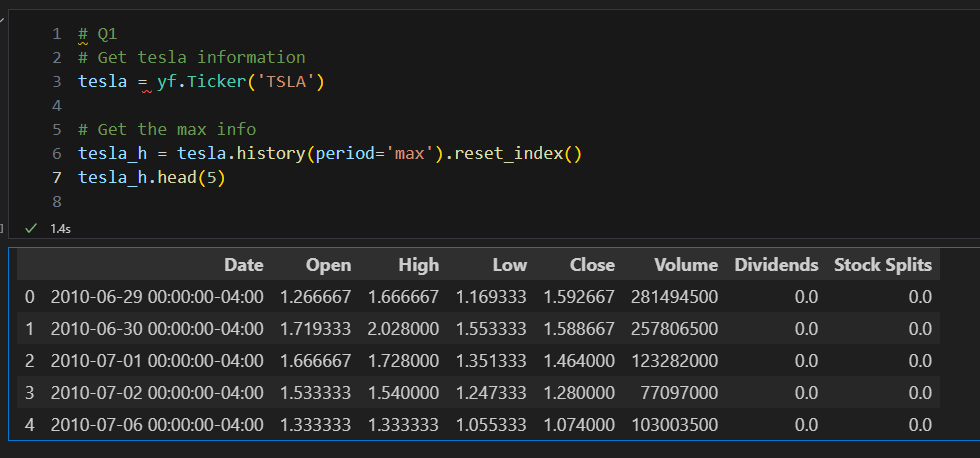 1 # Q1
2 # Get tesla information
3 tesla = yf.Ticker('TSLA')
4
5 # Get the max info
6 tesla_h = tesla.history(period='max').reset_index()
7 tesla_h.head(5)
8
] ✓ 1.4s
Date Open High Low Close Volume Dividends Stock Splits
0 2010-06-29 00:00:00-04:00 1.266667 1.666667 1.169333 1.592667 281494500 0.0 0.0
1 2010-06-30 00:00:00-04:00 1.719333 2.028000 1.553333 1.588667 257806500 0.0 0.0
2 2010-07-01 00:00:00-04:00 1.666667 1.728000 1.351333 1.464000 123282000 0.0 0.0
3 2010-07-02 00:00:00-04:00 1.533333 1.540000 1.247333 1.280000 77097000 0.0 0.0
4 2010-07-06 00:00:00-04:00 1.333333 1.333333 1.055333 1.074000 103003500 0.0 0.0